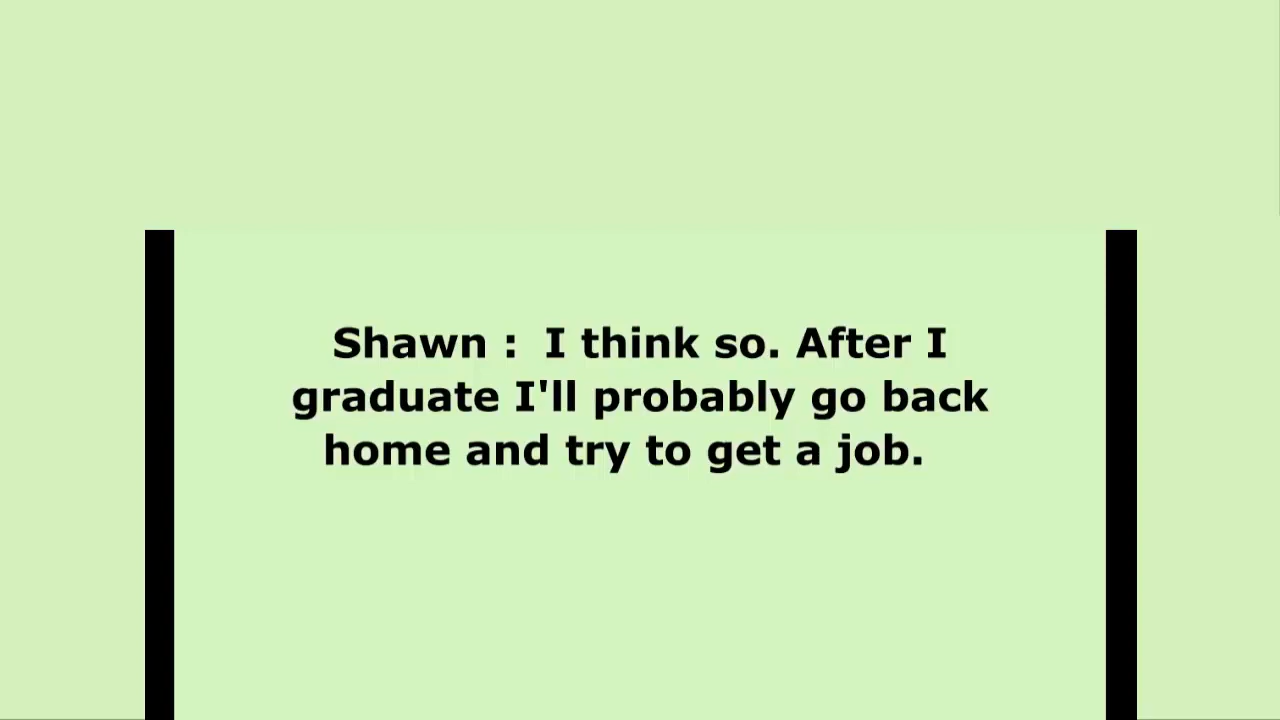 Shawn :  I think so. After I
graduate I'll probably go back
home and try to get a job.